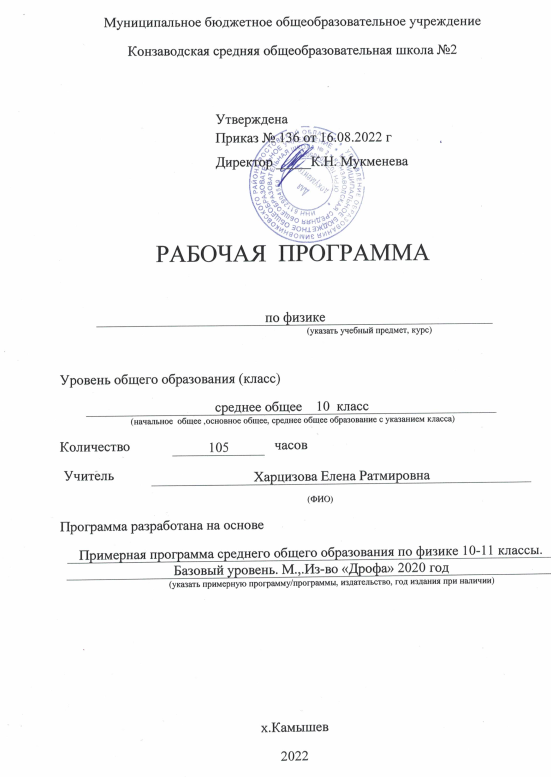 Муниципальное бюджетное общеобразовательное учреждение
Конзаводская средняя общеобразовательная школа №2
Утверждена
Приказ № 136 от 16.08.2022 г
Директор К.Н. Мукменева
РАБОЧАЯ ПРОГРАММА
по физике
(указать учебный предмет, курс)
Уровень общего образования (класс)
среднее общее 10 класс
(начальное общее ,основное общее, среднее общее образование с указанием класса)
Количество 105 часов
Учитель Харцизова Елена Ратмировна
(ФИО)
Программа разработана на основе
Примерная программа среднего общего образования по физике 10-11 классы.
Базовый уровень. М.,.Из-во «Дрофа» 2020 год
(указать примерную программу/программы, издательство, год издания при наличии)
х.Камышев
2022